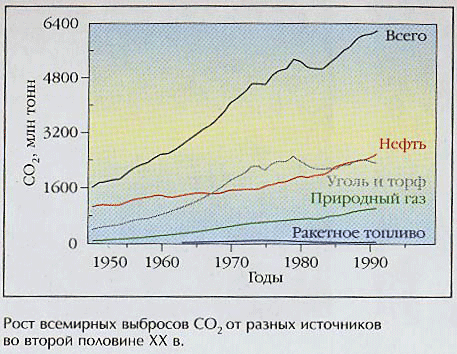 6400
4800
3200
1600
0
CO2, млн тонн
Всего
Нефть
Уголь и торф
Природный газ
Ракетное топливо
1950 1960 1970 1980 1990
Годы
Рост всемирных выбросов CO2 от разных источников
во второй половине XX в.